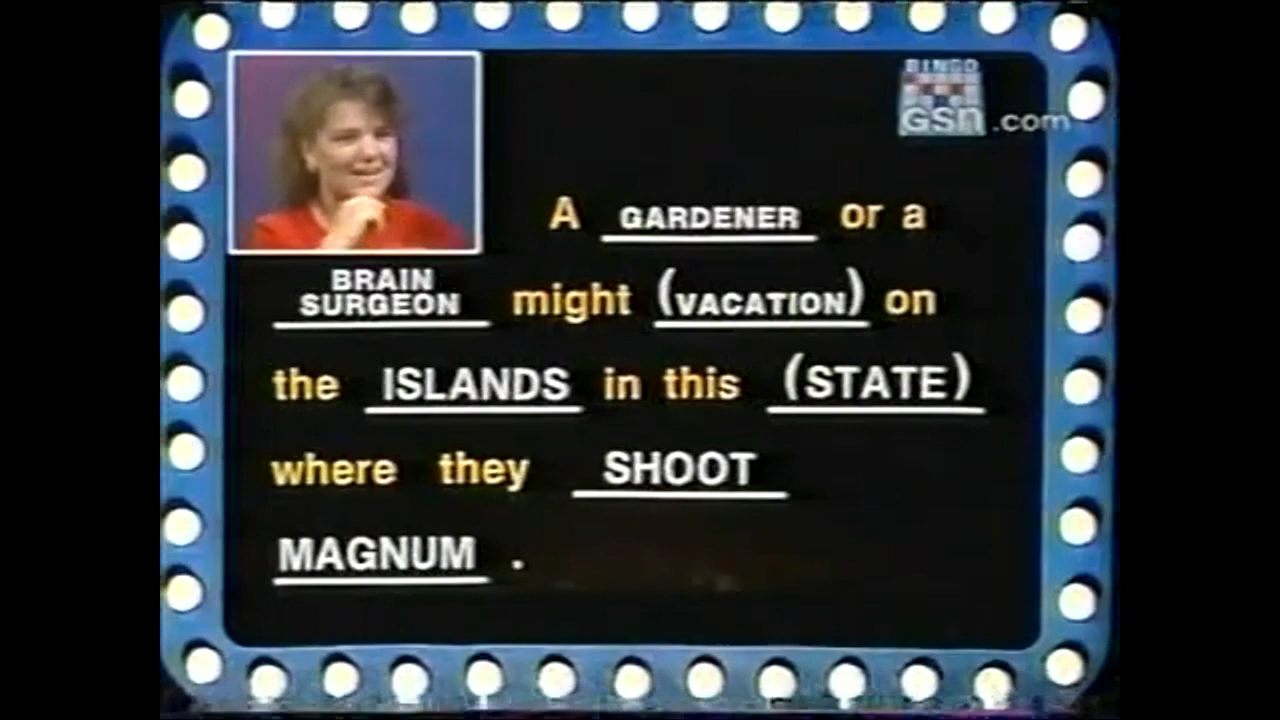 BINGO
GSN.com
A GARDENER or a
BRAIN
SURGEON might (VACATION) on
the ISLANDS in this (STATE)
where they SHOOT
MAGNUM .